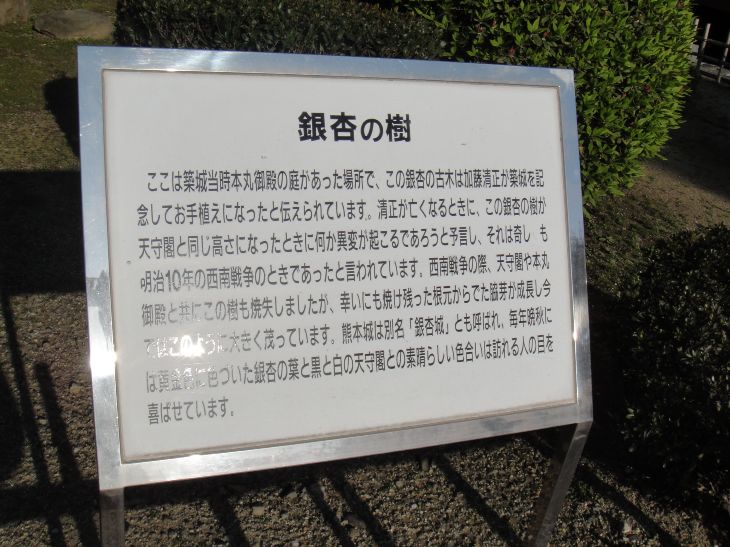 銀杏の樹
ここは築城当時本丸御殿の庭があった場所で、この銀杏の古木は加藤清正が築城を記
念してお手植えになったと伝えられています。清正が亡くなるときに、この銀杏の樹が
天守閣と同じ高さになったときに何か異変が起こるであろうと予言し、それは寄し も
明治10年の西南戦争のときであったと言われています。西南戦争の際、天守閣や本丸
御殿と共にこの樹も焼失しましたが、幸いにも焼け残った根元からでた脇芽が成長し今
ではこのように大きく茂っています。熊本城は別名「銀杏城」とも呼ばれ、毎年晩秋に
は黄金色に色づいた銀杏の葉と黒と白の天守閣との素晴らしい色合いは訪れる人の目を
喜ばせています。